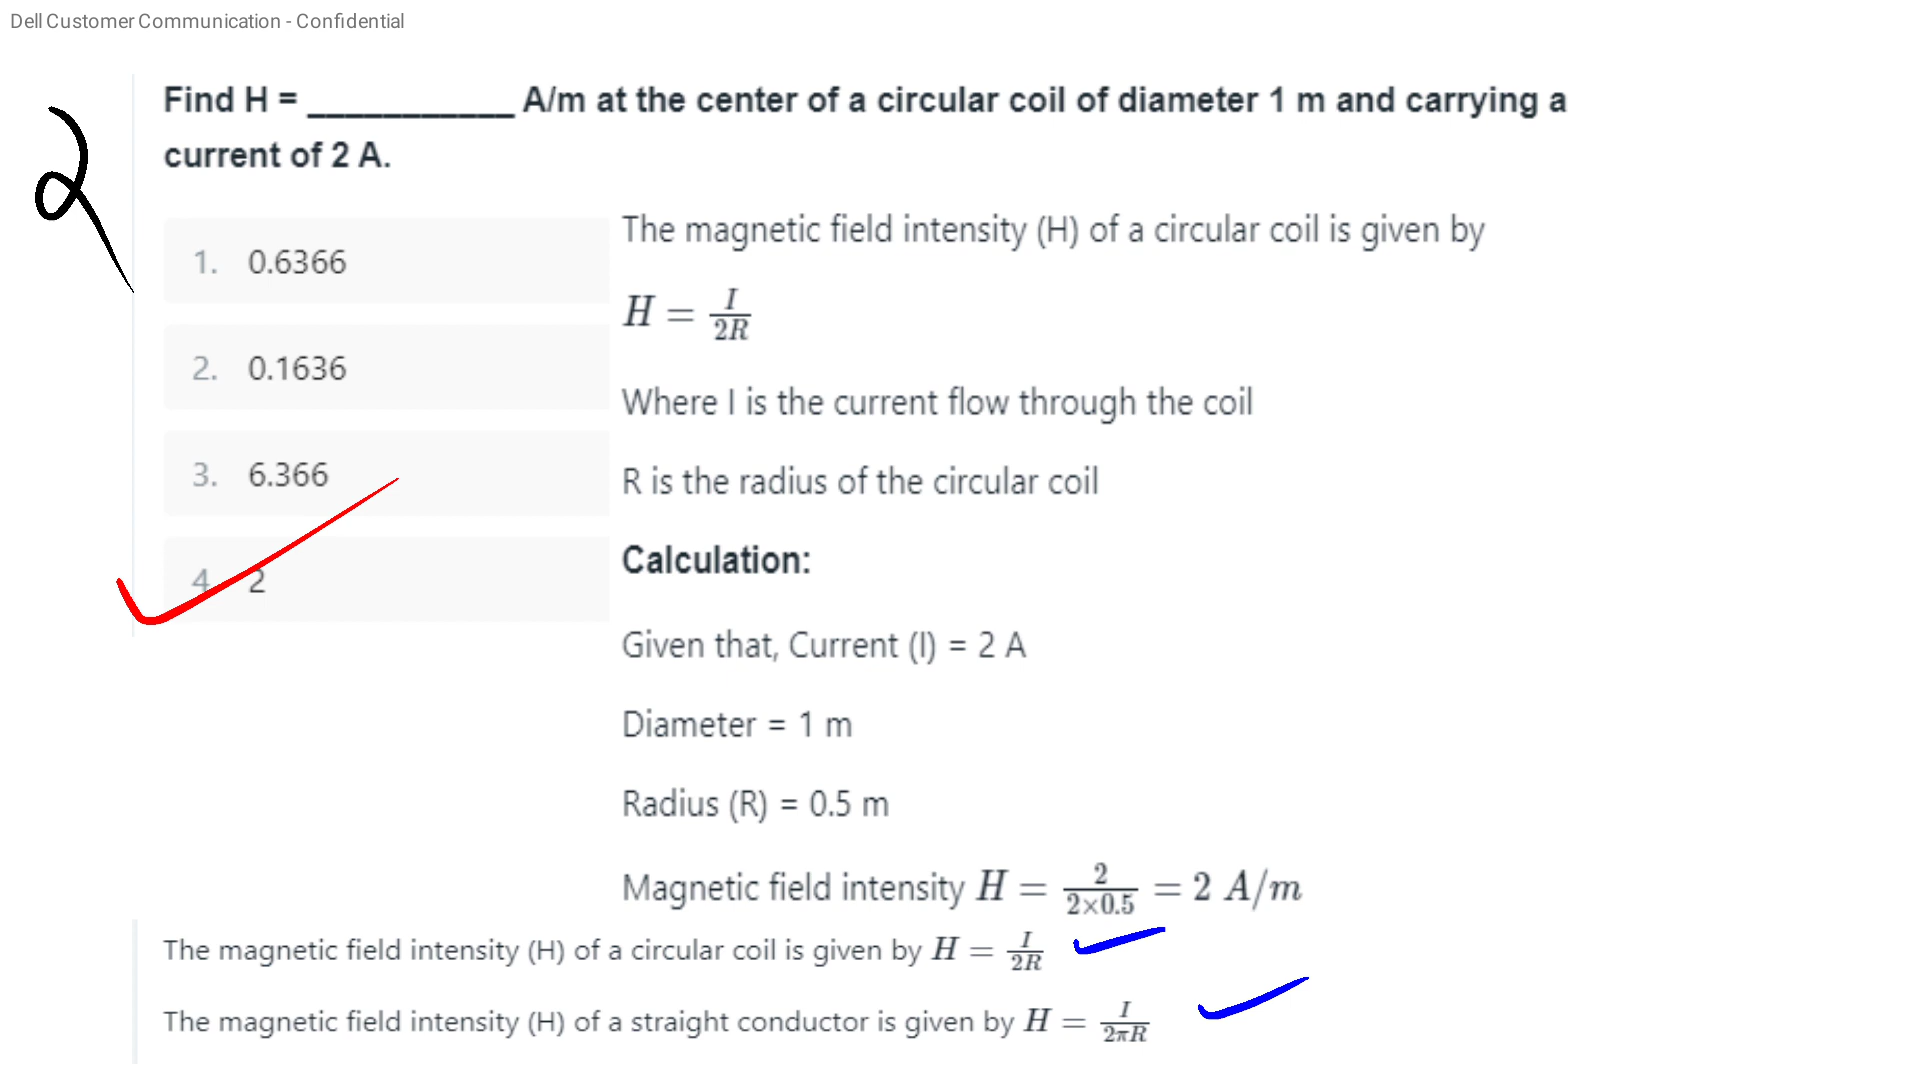 Dell Customer Communication - Confidential
2
Find H = ___________ A/m at the center of a circular coil of diameter 1 m and carrying a
current of 2 A.
1. 0.6366
2. 0.1636
3. 6.366
4. 2
The magnetic field intensity (H) of a circular coil is given by
H = I/2R
Where I is the current flow through the coil
R is the radius of the circular coil
Calculation:
Given that, Current (I) = 2 A
Diameter = 1 m
Radius (R) = 0.5 m
Magnetic field intensity H = 2/2×0.5 = 2 A/m
The magnetic field intensity (H) of a circular coil is given by H = I/2R
The magnetic field intensity (H) of a straight conductor is given by H = I/2πR